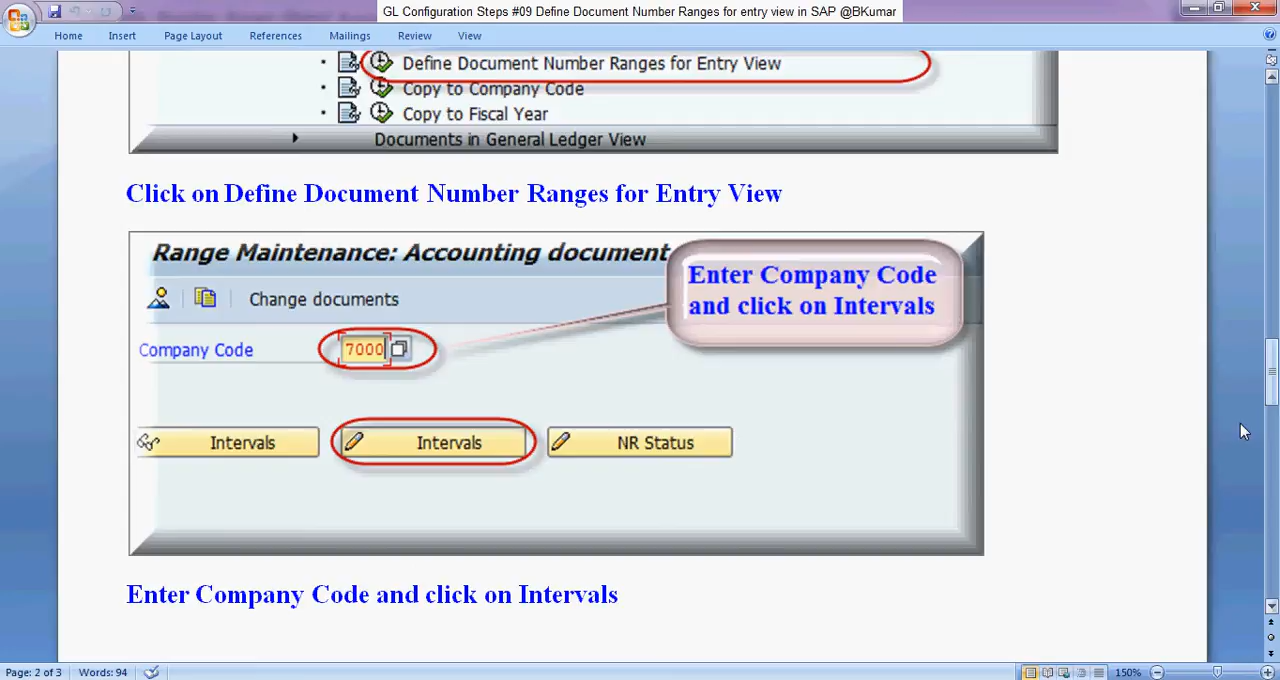 GL Configuration Steps #09 Define Document Number Ranges for entry view in SAP @BKumar
Home Insert Page Layout References Mailings Review View
Define Document Number Ranges for Entry View
Copy to Company Code
Copy to Fiscal Year
Documents in General Ledger View
Click on Define Document Number Ranges for Entry View
Range Maintenance: Accounting document
Enter Company Code
and click on Intervals
Change documents
Company Code 7000
Intervals Intervals NR Status
Enter Company Code and click on Intervals
Page: 2 of 3 Words: 94 150%